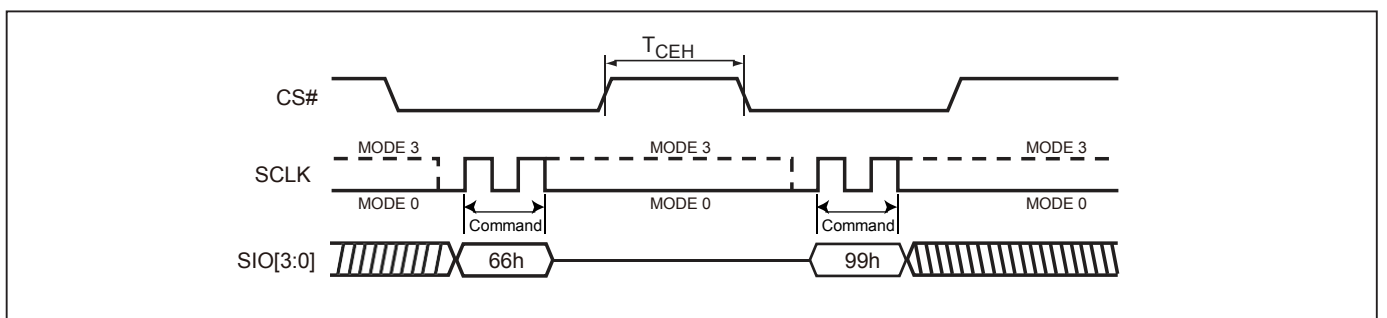 TCEH
CS#
MODE 3 MODE 3 MODE 3
SCLK
MODE 0 MODE 0 MODE 0
Command Command
SIO[3:0] 66h 99h